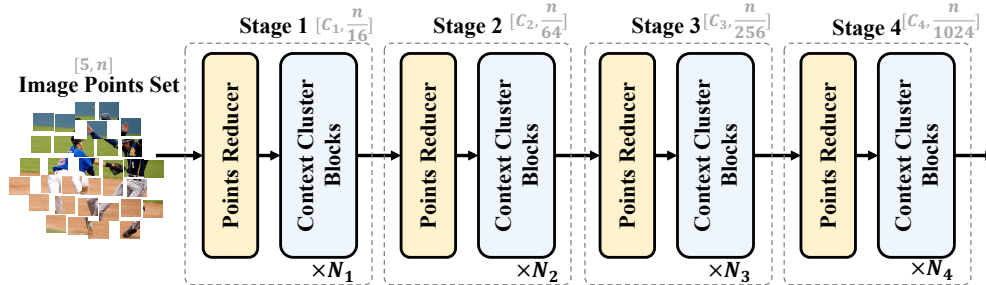 [5, n]
Image Points Set
Stage 1 [C₁, n/16]
Points Reducer
Context Cluster
Blocks
×N₁
Stage 2 [C₂, n/64]
Points Reducer
Context Cluster
Blocks
×N₂
Stage 3 [C₃, n/256]
Points Reducer
Context Cluster
Blocks
×N₃
Stage 4 [C₄, n/1024]
Points Reducer
Context Cluster
Blocks
×N₄